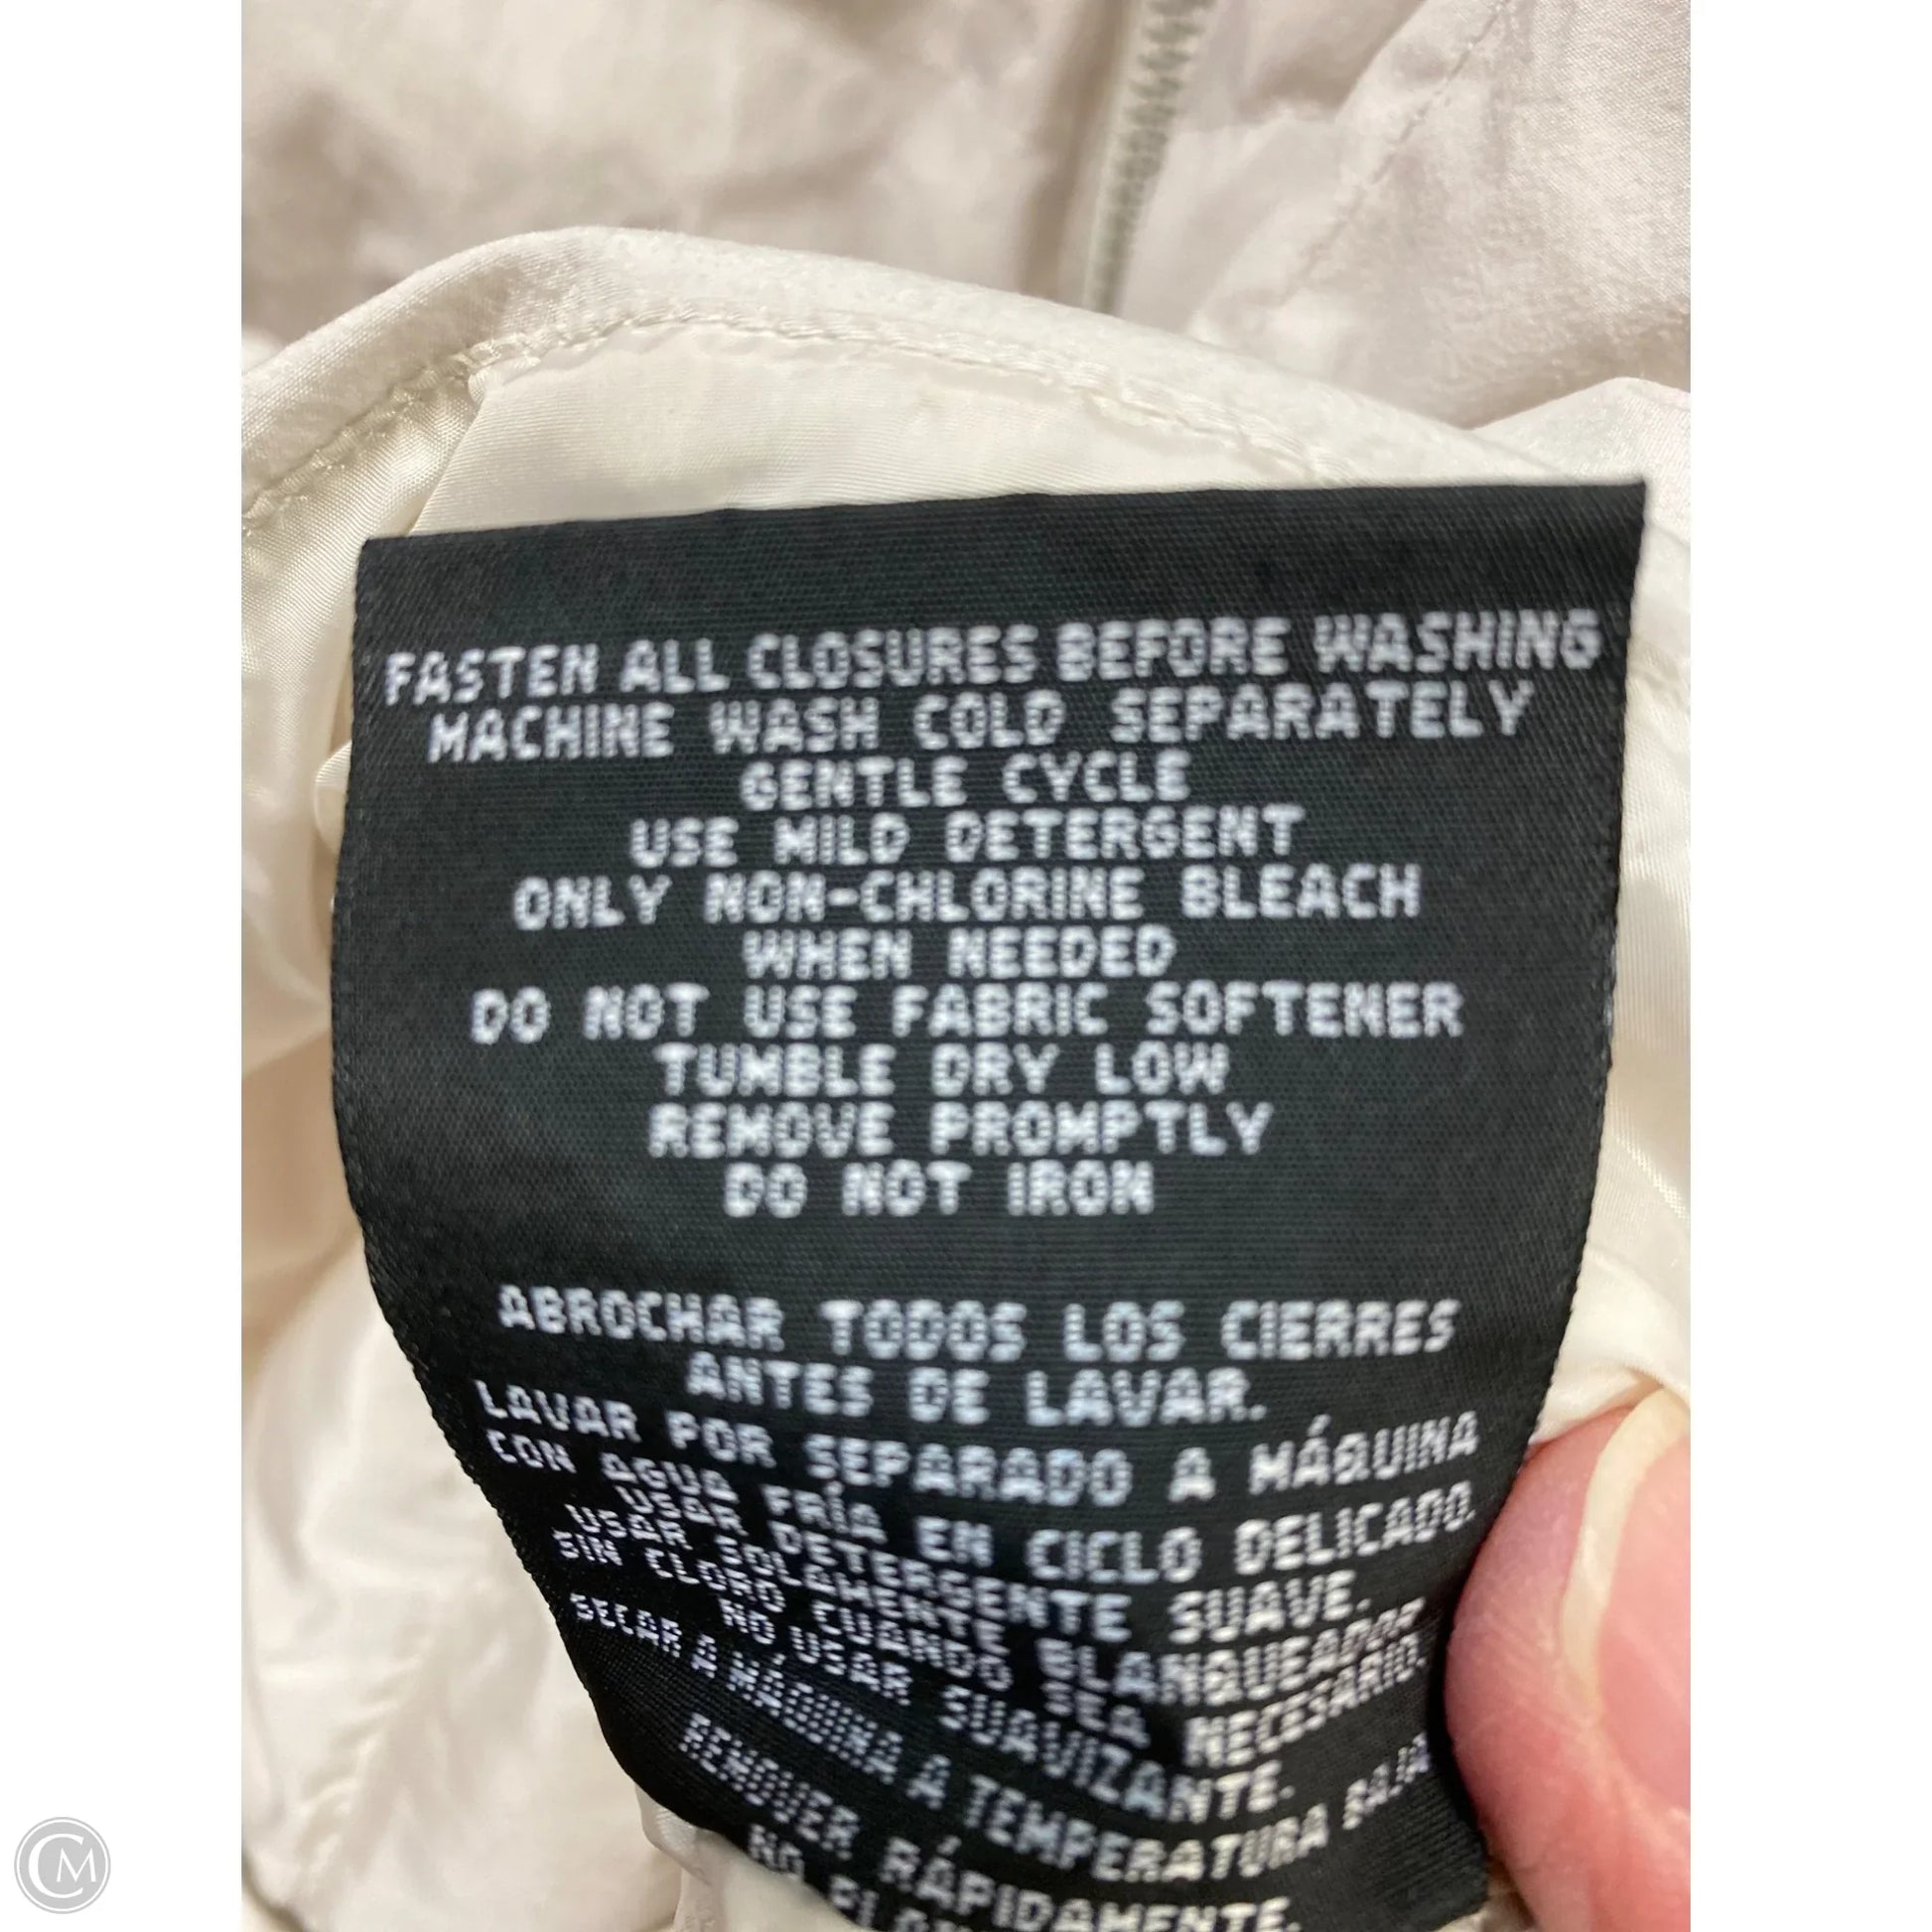 FASTEN ALL CLOSURES BEFORE WASHING
MACHINE WASH COLD SEPARATELY
GENTLE CYCLE
USE MILD DETERGENT
ONLY NON-CHLORINE BLEACH
WHEN NEEDED
DO NOT USE FABRIC SOFTENER
TUMBLE DRY LOW
REMOVE PROMPTLY
DO NOT IRON
ABROCHAR TODOS LOS CIERRES
ANTES DE LAVAR.
LAVAR POR SEPARADO A MÁQUINA
CON AGUA FRÍA EN CICLO DELICADO.
USAR DETERGENTE SUAVE.
USAR SOLAMENTE BLANQUEADOR
SIN CLORO CUANDO SEA NECESARIO.
NO USAR SUAVIZANTE.
SECAR A MÁQUINA A TEMPERATURA BAJA
REMOVER RÁPIDAMENTE.
NO
CM